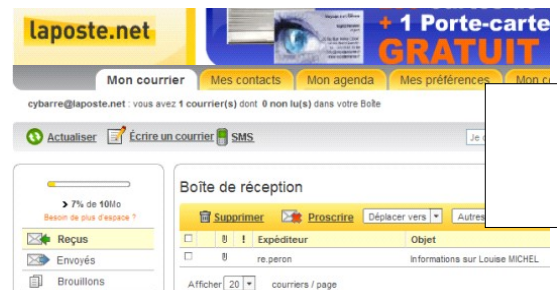 laposte.net
+ 1 Porte-carte
GRATUIT
Mon courrier Mes contacts Mon agenda Mes préférences Mon
cybarre@laposte.net : vous avez 1 courrier(s) dont 0 non lu(s) dans votre Boîte
Actualiser Écrire un courrier SMS Je
> 7% de 10Mo
Besoin de plus d'espace ?
Boîte de réception
Supprimer Proscrire Déplacer vers Autres
Reçus
! Expéditeur Objet
Envoyés
re.peron Informations sur Louise MICHEL
Brouillons
Afficher 20 courriers / page